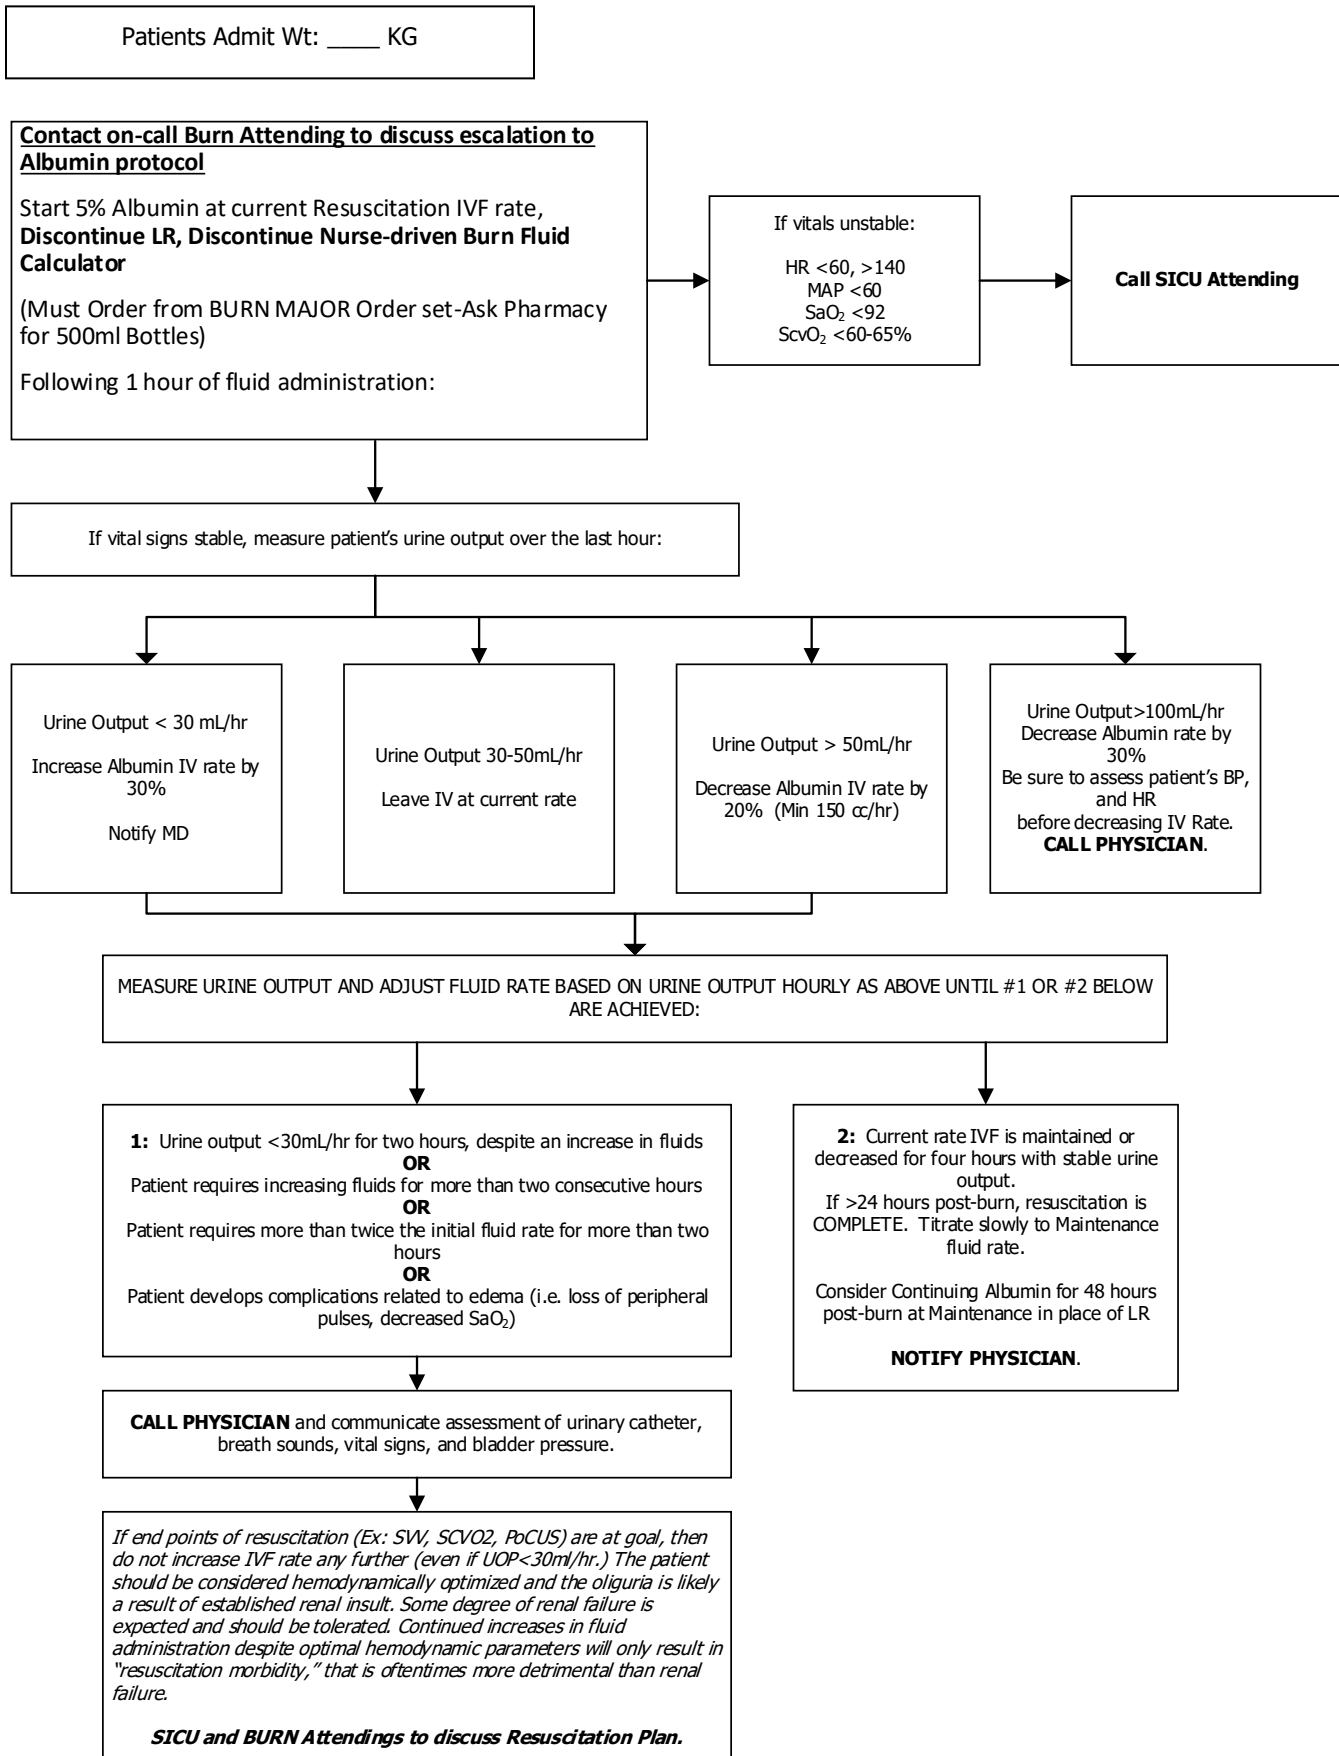 Patients Admit Wt: ____ KG
Contact on-call Burn Attending to discuss escalation to
Albumin protocol
Start 5% Albumin at current Resuscitation IVF rate,
Discontinue LR, Discontinue Nurse-driven Burn Fluid
Calculator
(Must Order from BURN MAJOR Order set-Ask Pharmacy
for 500ml Bottles)
Following 1 hour of fluid administration:
If vitals unstable:
HR <60, >140
MAP <60
SaO₂ <92
ScvO₂ <60-65%
Call SICU Attending
If vital signs stable, measure patient’s urine output over the last hour:
Urine Output < 30 mL/hr
Increase Albumin IV rate by
30%
Notify MD
Urine Output 30-50mL/hr
Leave IV at current rate
Urine Output > 50mL/hr
Decrease Albumin IV rate by
20% (Min 150 cc/hr)
Urine Output>100mL/hr
Decrease Albumin rate by
30%
Be sure to assess patient’s BP,
and HR
before decreasing IV Rate.
CALL PHYSICIAN.
MEASURE URINE OUTPUT AND ADJUST FLUID RATE BASED ON URINE OUTPUT HOURLY AS ABOVE UNTIL #1 OR #2 BELOW
ARE ACHIEVED:
1: Urine output <30mL/hr for two hours, despite an increase in fluids
OR
Patient requires increasing fluids for more than two consecutive hours
OR
Patient requires more than twice the initial fluid rate for more than two
hours
OR
Patient develops complications related to edema (i.e. loss of peripheral
pulses, decreased SaO₂)
2: Current rate IVF is maintained or
decreased for four hours with stable urine
output.
If >24 hours post-burn, resuscitation is
COMPLETE. Titrate slowly to Maintenance
fluid rate.
Consider Continuing Albumin for 48 hours
post-burn at Maintenance in place of LR
NOTIFY PHYSICIAN.
CALL PHYSICIAN and communicate assessment of urinary catheter,
breath sounds, vital signs, and bladder pressure.
If end points of resuscitation (Ex: SVV, SCVO2, PoCUS) are at goal, then
do not increase IVF rate any further (even if UOP<30ml/hr.) The patient
should be considered hemodynamically optimized and the oliguria is likely
a result of established renal insult. Some degree of renal failure is
expected and should be tolerated. Continued increases in fluid
administration despite optimal hemodynamic parameters will only result in
“resuscitation morbidity,” that is oftentimes more detrimental than renal
failure.
SICU and BURN Attendings to discuss Resuscitation Plan.